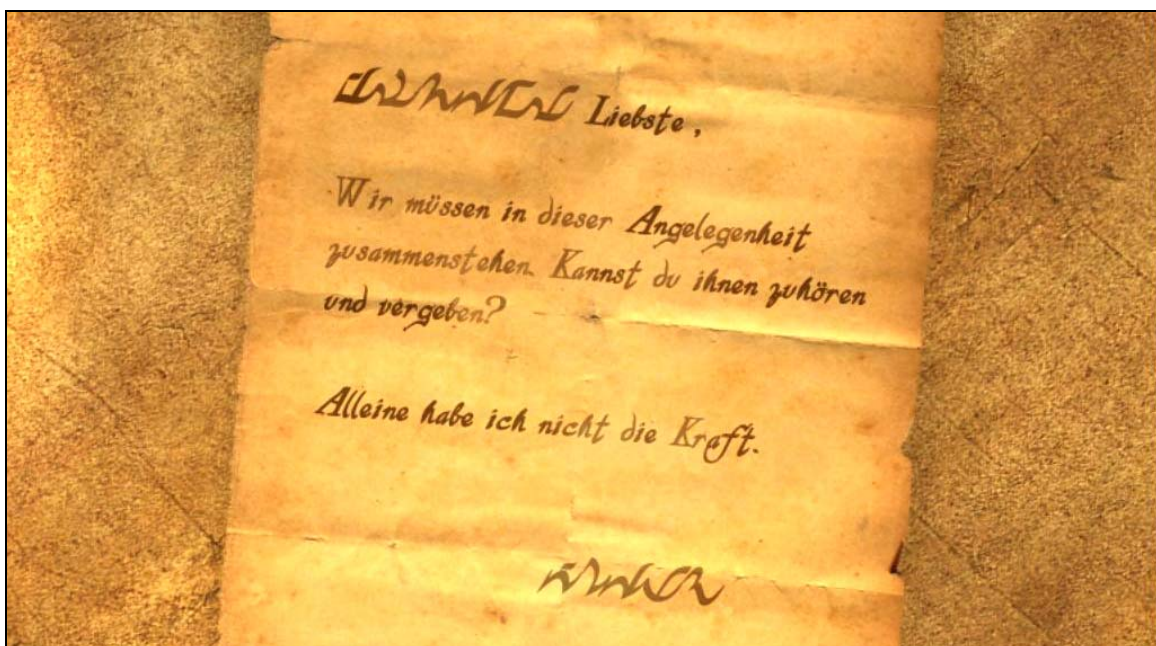 Liebste,
Wir müssen in dieser Angelegenheit
zusammenstehen. Kannst du ihnen zuhören
und vergeben?
Alleine habe ich nicht die Kraft.